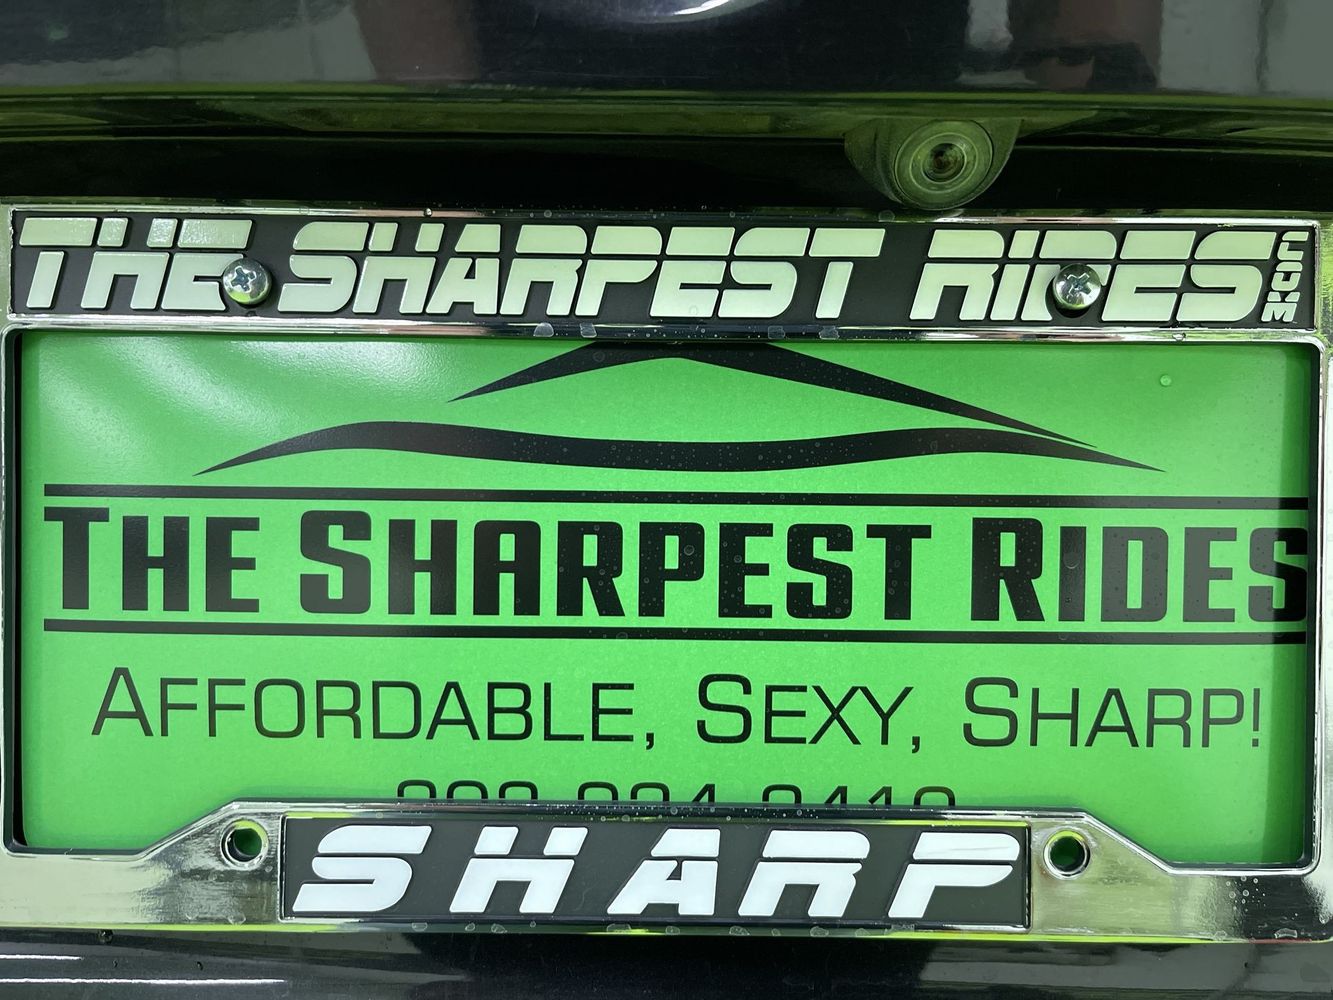 THE SHARPEST RIDES.COM
THE SHARPEST RIDES
AFFORDABLE, SEXY, SHARP!
SHARP